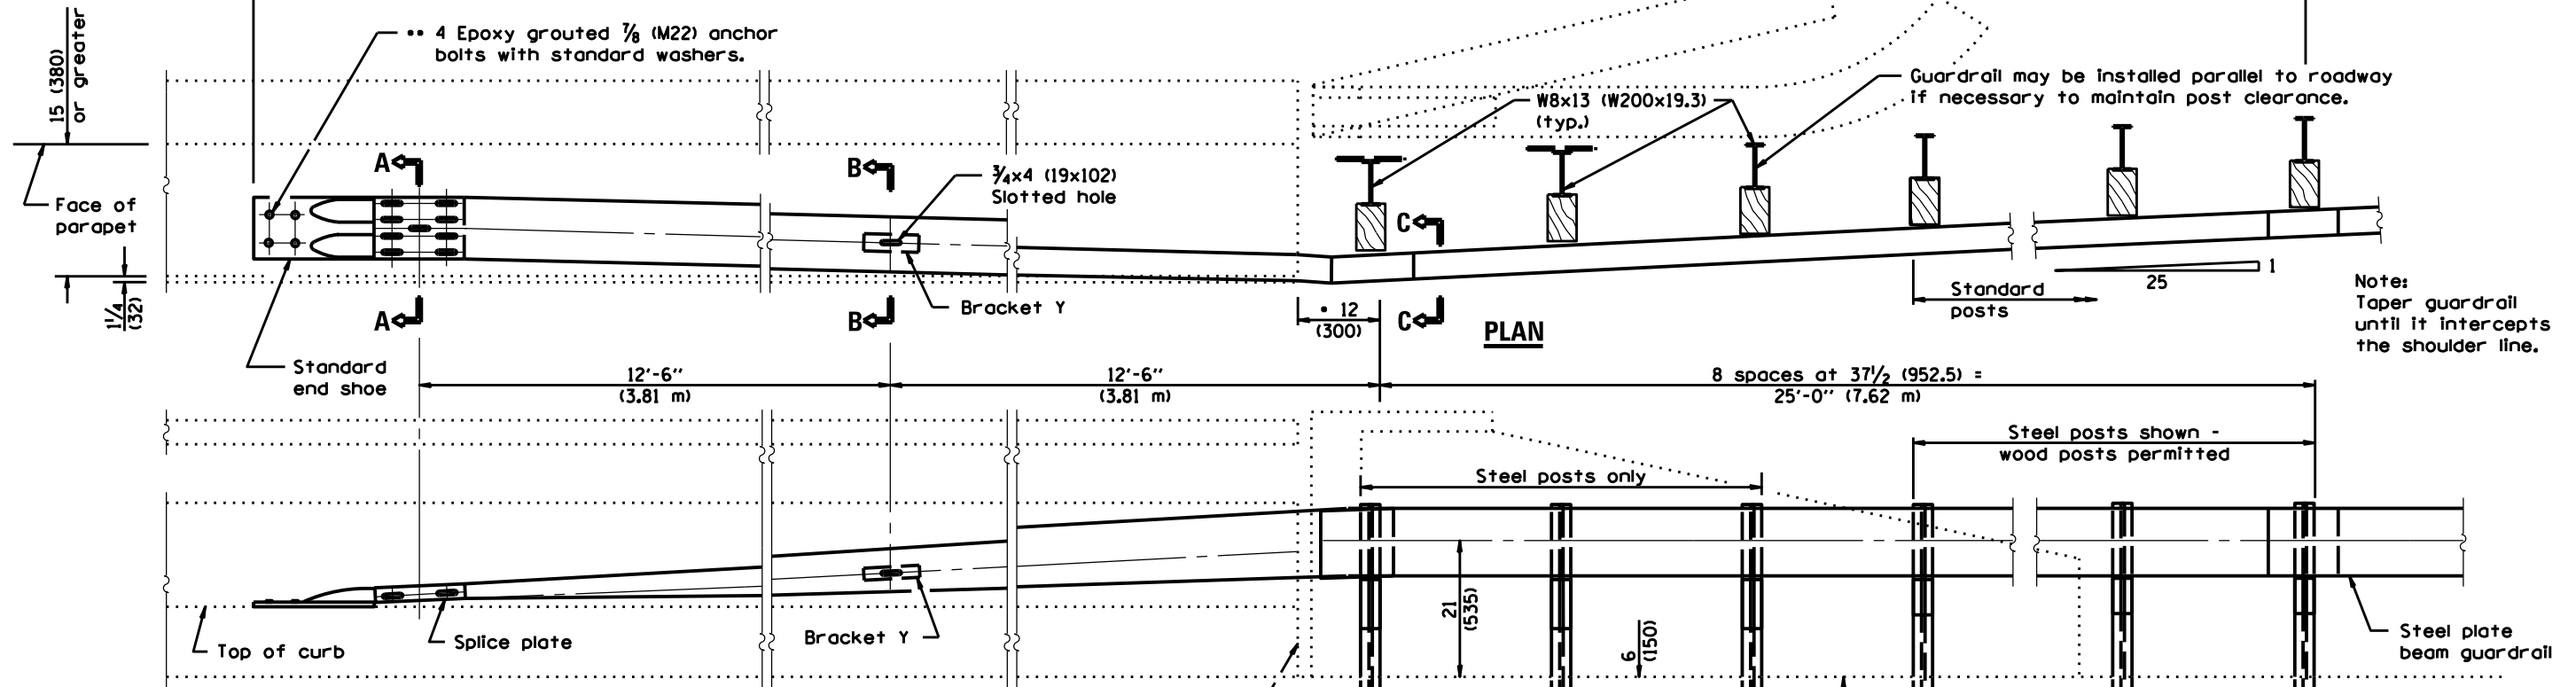 15 (380)
or greater
•• 4 Epoxy grouted ⅞ (M22) anchor
bolts with standard washers.
Face of
parapet
1¼
(32)
A
A
Standard
end shoe
B
B
¾x4 (19x102)
Slotted hole
Bracket Y
W8x13 (W200x19.3)
(typ.)
Guardrail may be installed parallel to roadway
if necessary to maintain post clearance.
C
C
• 12
(300)
PLAN
Standard
posts
25
1
Note:
Taper guardrail
until it intercepts
the shoulder line.
12'-6"
(3.81 m)
12'-6"
(3.81 m)
8 spaces at 37½ (952.5) =
25'-0" (7.62 m)
Steel posts only
Steel posts shown -
wood posts permitted
Top of curb
Splice plate
Bracket Y
21
(535)
6
(150)
Steel plate
beam guardrail